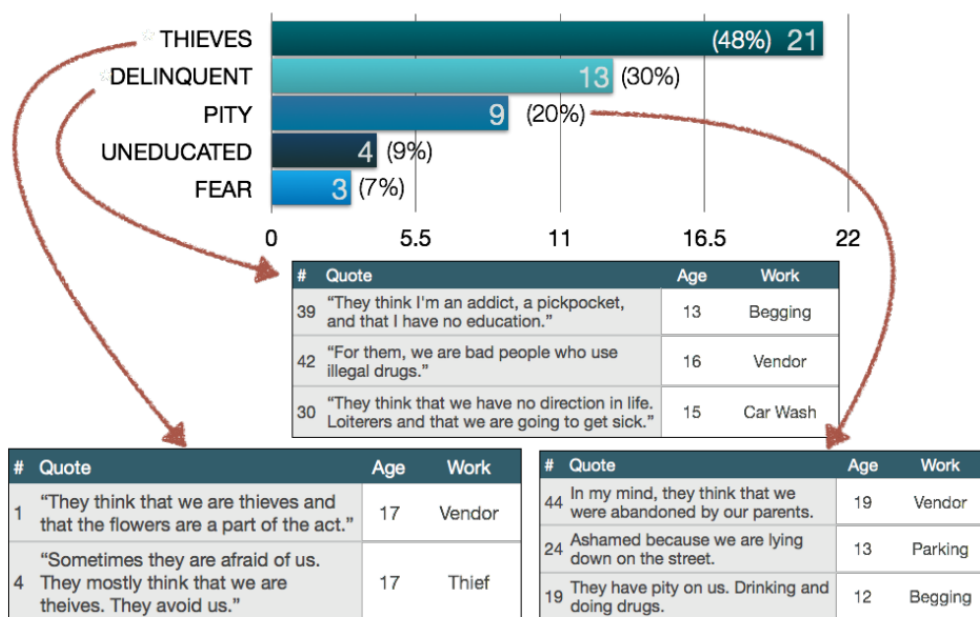 THIEVES (48%) 21
DELINQUENT 13 (30%)
PITY 9 (20%)
UNEDUCATED 4 (9%)
FEAR 3 (7%)
0 5.5 11 16.5 22
# Quote Age Work
39 “They think I'm an addict, a pickpocket,
and that I have no education.” 13 Begging
42 “For them, we are bad people who use
illegal drugs.” 16 Vendor
30 “They think that we have no direction in life.
Loiterers and that we are going to get sick.” 15 Car Wash
# Quote Age Work
1 “They think that we are thieves and
that the flowers are a part of the act.” 17 Vendor
4 “Sometimes they are afraid of us.
They mostly think that we are
theives. They avoid us.” 17 Thief
# Quote Age Work
44 In my mind, they think that we
were abandoned by our parents. 19 Vendor
24 Ashamed because we are lying
down on the street. 13 Parking
19 They have pity on us. Drinking and
doing drugs. 12 Begging